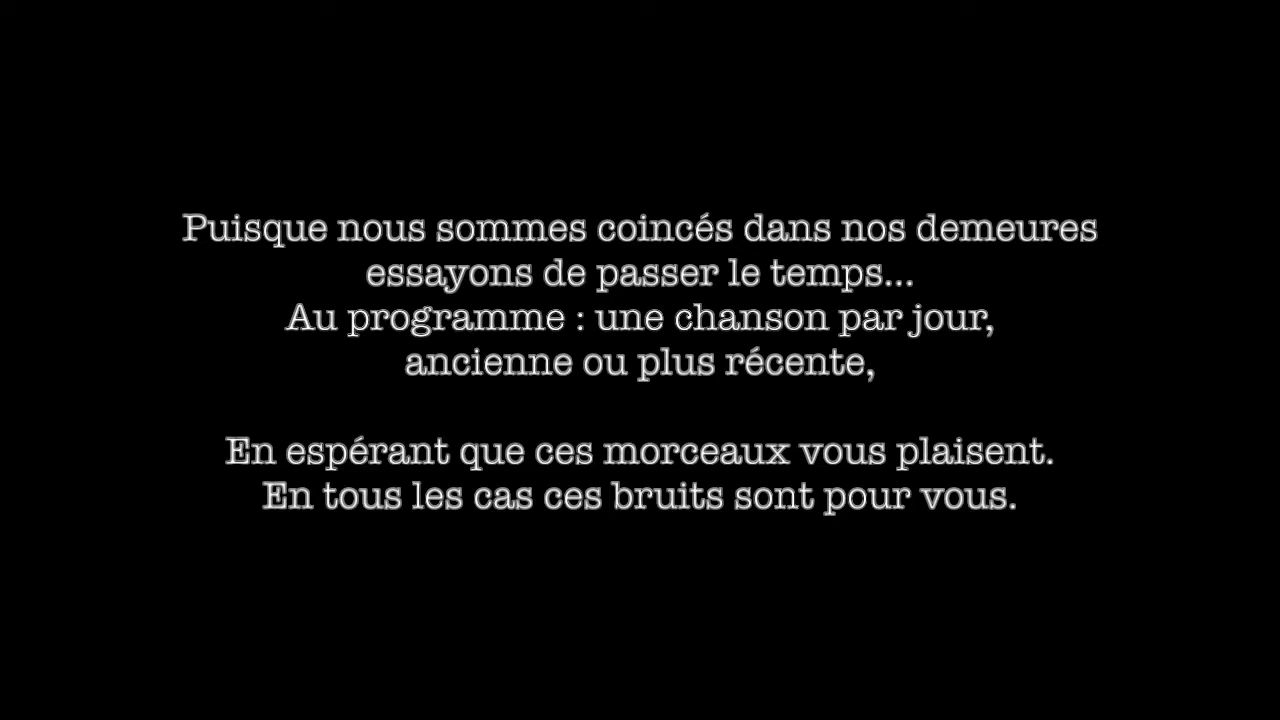 Puisque nous sommes coincés dans nos demeures
essayons de passer le temps...
Au programme : une chanson par jour,
ancienne ou plus récente,
En espérant que ces morceaux vous plaisent.
En tous les cas ces bruits sont pour vous.